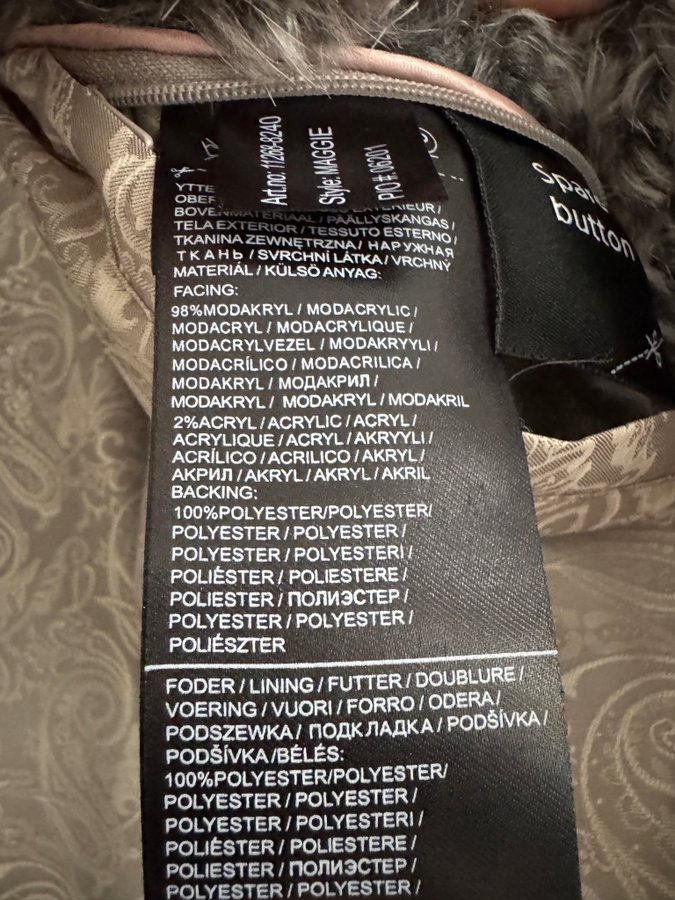 Art.no: 11268-8240
Style: MAGGIE
P/O #: 06201
Spare
button
YTTE
OBER
BOVENMATERIAAL / PÄÄLLYSKANGAS /
TELA EXTERIOR / TESSUTO ESTERNO /
TKANINA ZEWNĘTRZNA / НАРУЖНАЯ
ТКАНЬ / SVRCHNÍ LÁTKA / VRCHNÝ
MATERIÁL / KÜLSÖ ANYAG:
FACING:
98%MODAKRYL / MODACRYLIC /
MODACRYL / MODACRYLIQUE /
MODACRYLVEZEL / MODAKRYYLI /
MODACRÍLICO / MODACRILICA /
MODAKRYL / МОДАКРИЛ /
MODAKRYL / MODAKRYL / MODAKRIL
2%ACRYL / ACRYLIC / ACRYL /
ACRYLIQUE / ACRYL / AKRYYLI /
ACRÍLICO / ACRILICO / AKRYL /
АКРИЛ / AKRYL / AKRYL / AKRIL
BACKING:
100%POLYESTER/POLYESTER/
POLYESTER / POLYESTER /
POLYESTER / POLYESTERI /
POLIÉSTER / POLIESTERE /
POLIESTER / ПОЛИЭСТЕР /
POLYESTER / POLYESTER /
POLIÉSZTER
FODER / LINING / FUTTER / DOUBLURE /
VOERING / VUORI / FORRO / ODERA /
PODSZEWKA / ПОДКЛАДКА / PODŠÍVKA /
PODŠÍVKA/BÉLÉS:
100%POLYESTER/POLYESTER/
POLYESTER / POLYESTER /
POLYESTER / POLYESTERI /
POLIÉSTER / POLIESTERE /
POLIESTER / ПОЛИЭСТЕР /
POLYESTER / POLYESTER /